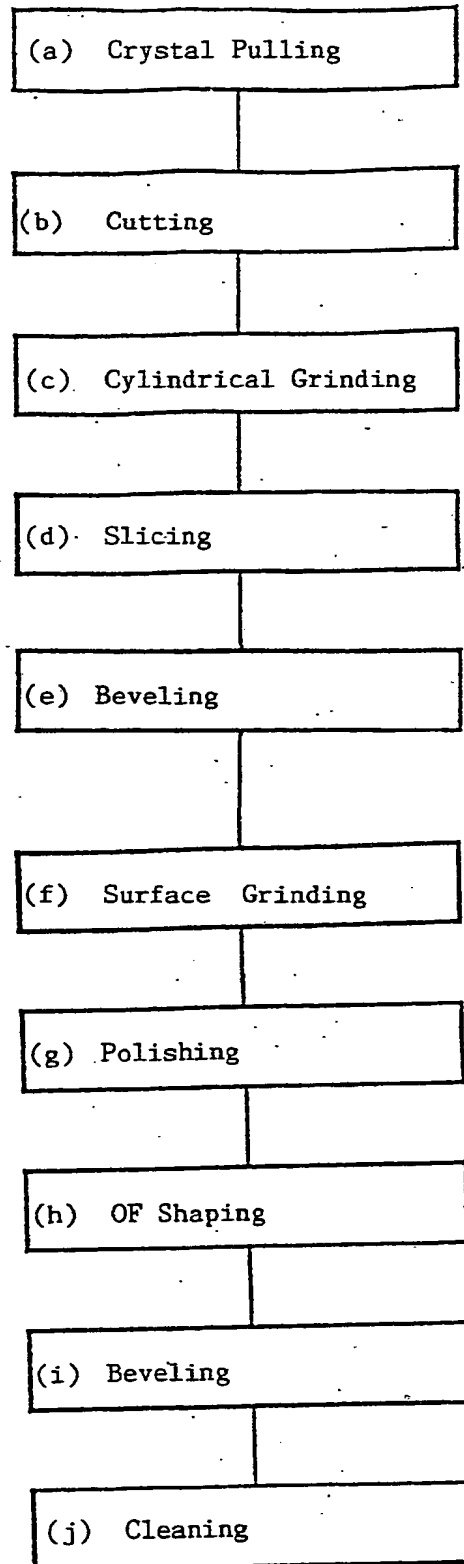 (a) Crystal Pulling
(b) Cutting
(c) Cylindrical Grinding
(d) Slicing
(e) Beveling
(f) Surface Grinding
(g) Polishing
(h) OF Shaping
(i) Beveling
(j) Cleaning